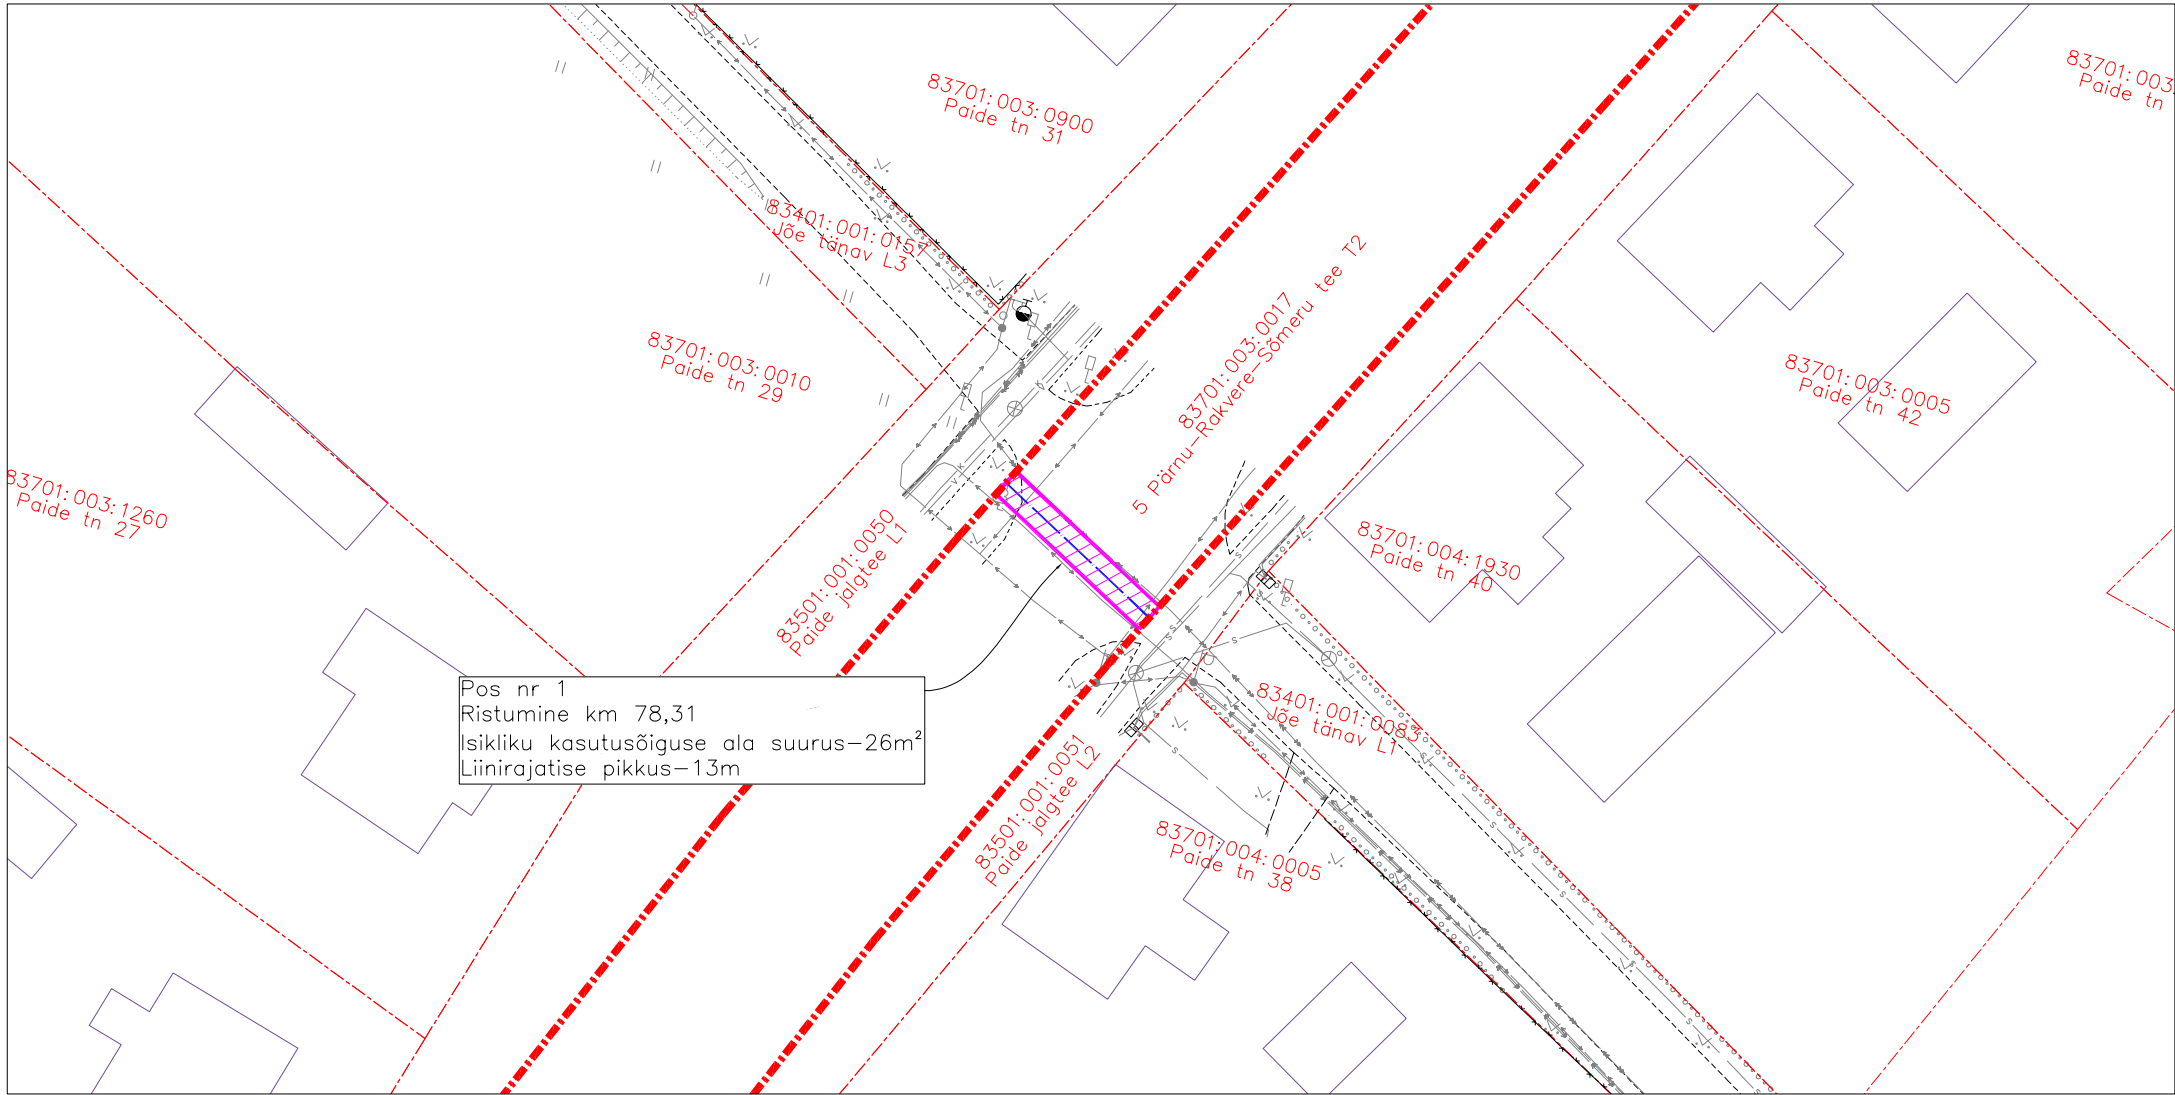 83701:003:0900
Paide tn 31
83701:003
Paide tn
83401:001:0157
Jõe tänav L3
83701:003:0017
5 Pärnu-Rakvere-Sõmeru tee T2
83701:003:0010
Paide tn 29
83701:003:0005
Paide tn 42
83701:003:1260
Paide tn 27
83501:001:0050
Paide jalgtee L1
83701:004:1930
Paide tn 40
Pos nr 1
Ristumine km 78,31
Isikliku kasutusõiguse ala suurus-26m²
Liinirajatise pikkus-13m
83401:001:0083
Jõe tänav L1
83501:001:0051
Paide jalgtee L2
83701:004:0005
Paide tn 38